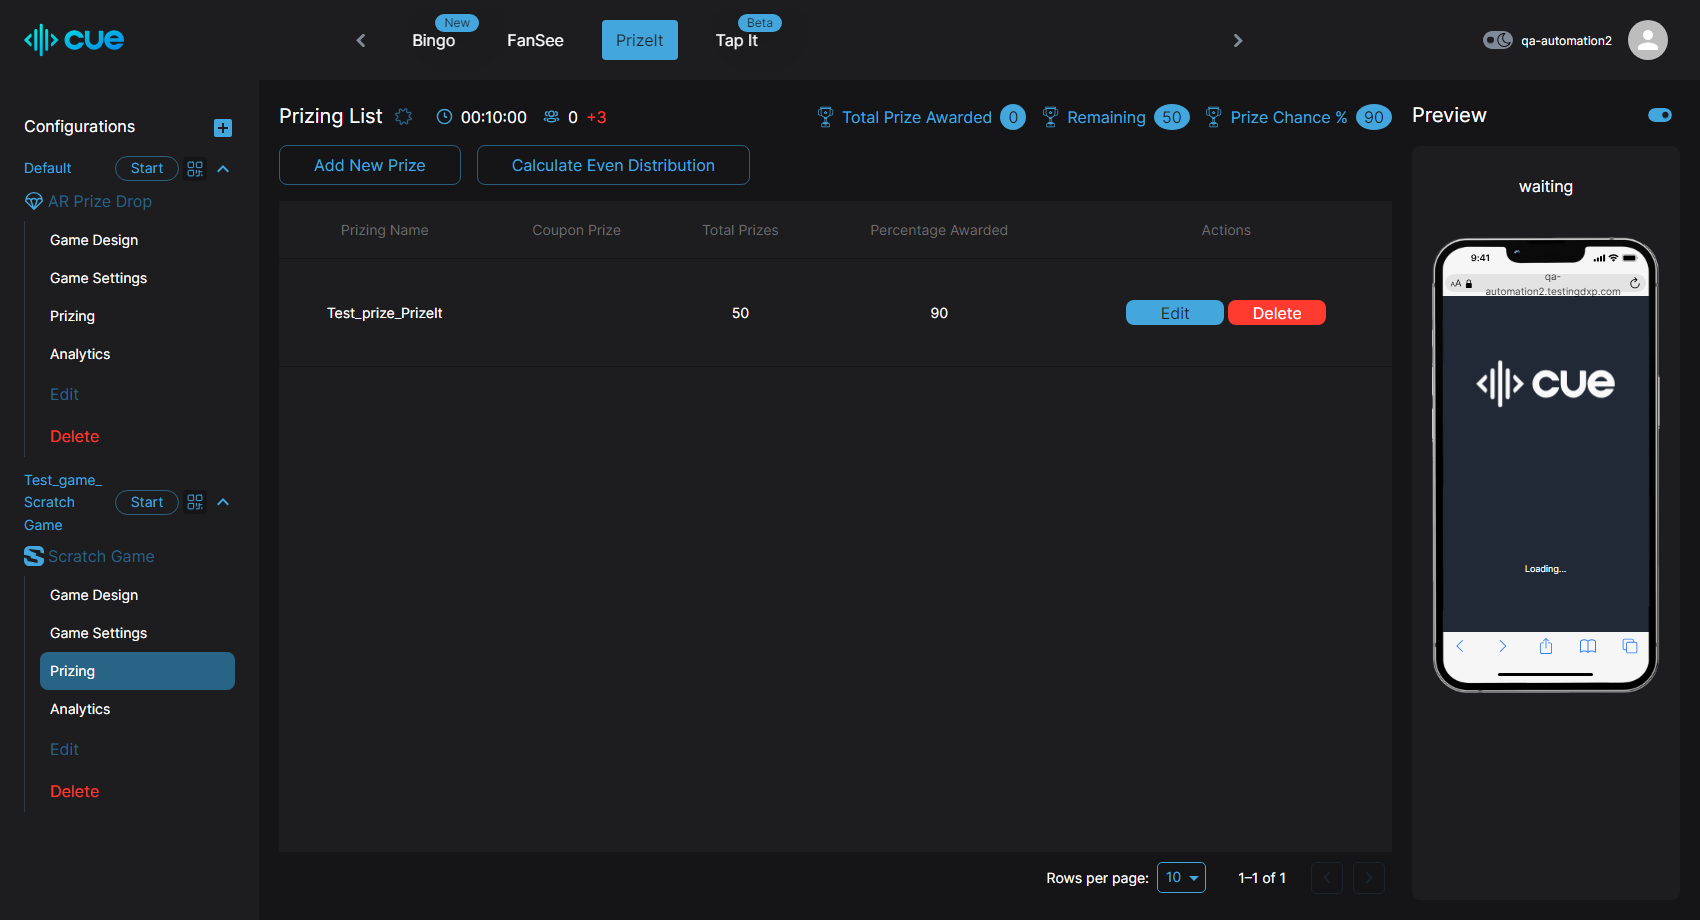 cue
Bingo
New
FanSee
PrizeIt
Tap It
Beta
qa-automation2
Configurations
Default
Start
AR Prize Drop
Game Design
Game Settings
Prizing
Analytics
Edit
Delete
Test_game_
Scratch
Game
Start
Scratch Game
Game Design
Game Settings
Prizing
Analytics
Edit
Delete
Prizing List
00:10:00
0 +3
Total Prize Awarded 0
Remaining 50
Prize Chance % 90
Add New Prize
Calculate Even Distribution
Prizing Name Coupon Prize Total Prizes Percentage Awarded Actions
Test_prize_PrizeIt 50 90 Edit Delete
Rows per page: 10 1–1 of 1
Preview
waiting
9:41
AA
qa-
automation2.testingdxp.com
cue
Loading...